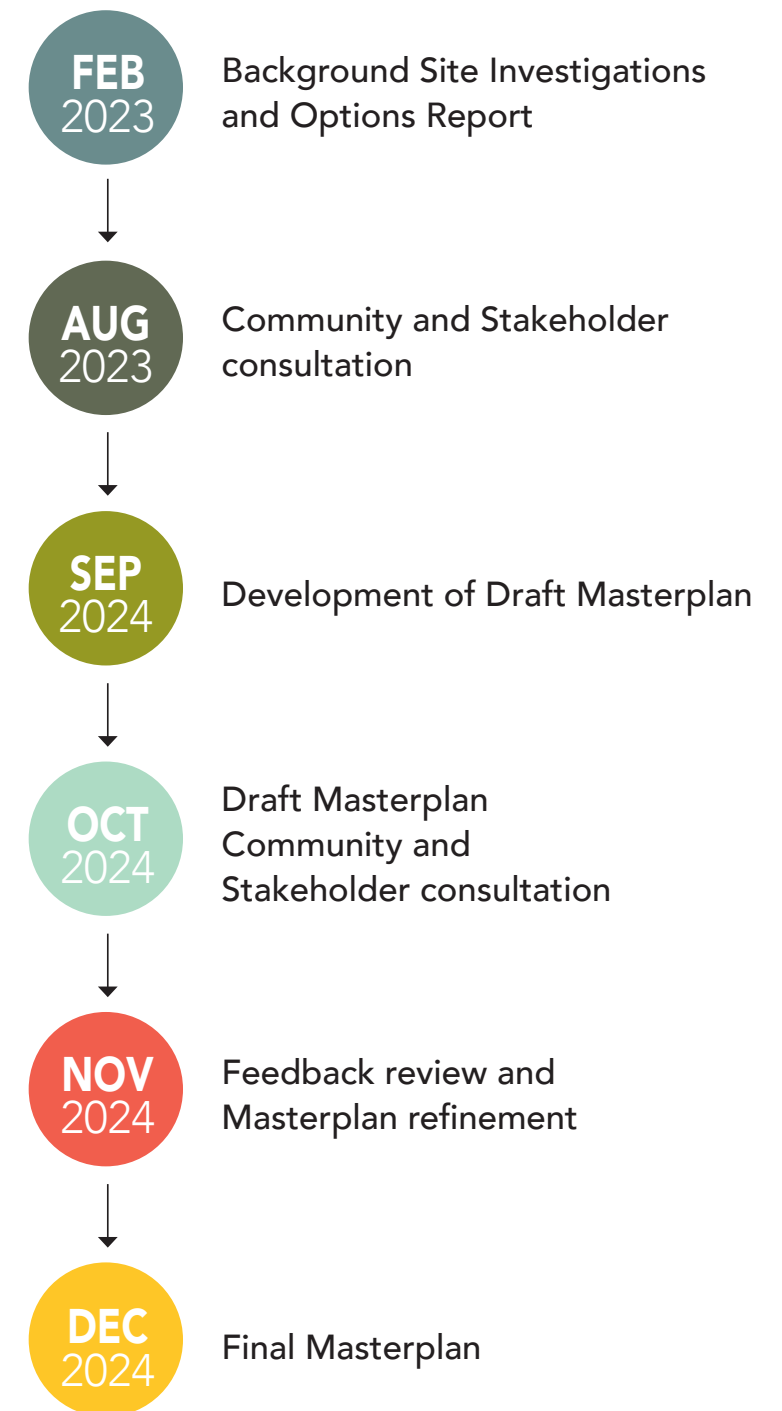 FEB
2023
Background Site Investigations
and Options Report
AUG
2023
Community and Stakeholder
consultation
SEP
2024
Development of Draft Masterplan
OCT
2024
Draft Masterplan
Community and
Stakeholder consultation
NOV
2024
Feedback review and
Masterplan refinement
DEC
2024
Final Masterplan